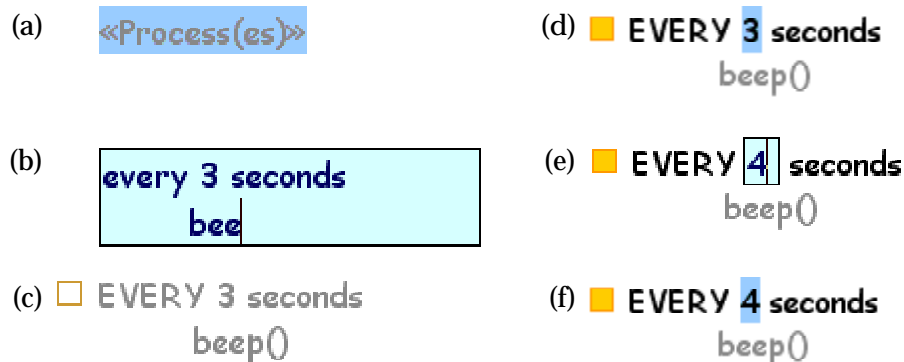 (a) «Process(es)»
(b) every 3 seconds
bee
(c) EVERY 3 seconds
beep()
(d) EVERY 3 seconds
beep()
(e) EVERY 4 seconds
beep()
(f) EVERY 4 seconds
beep()